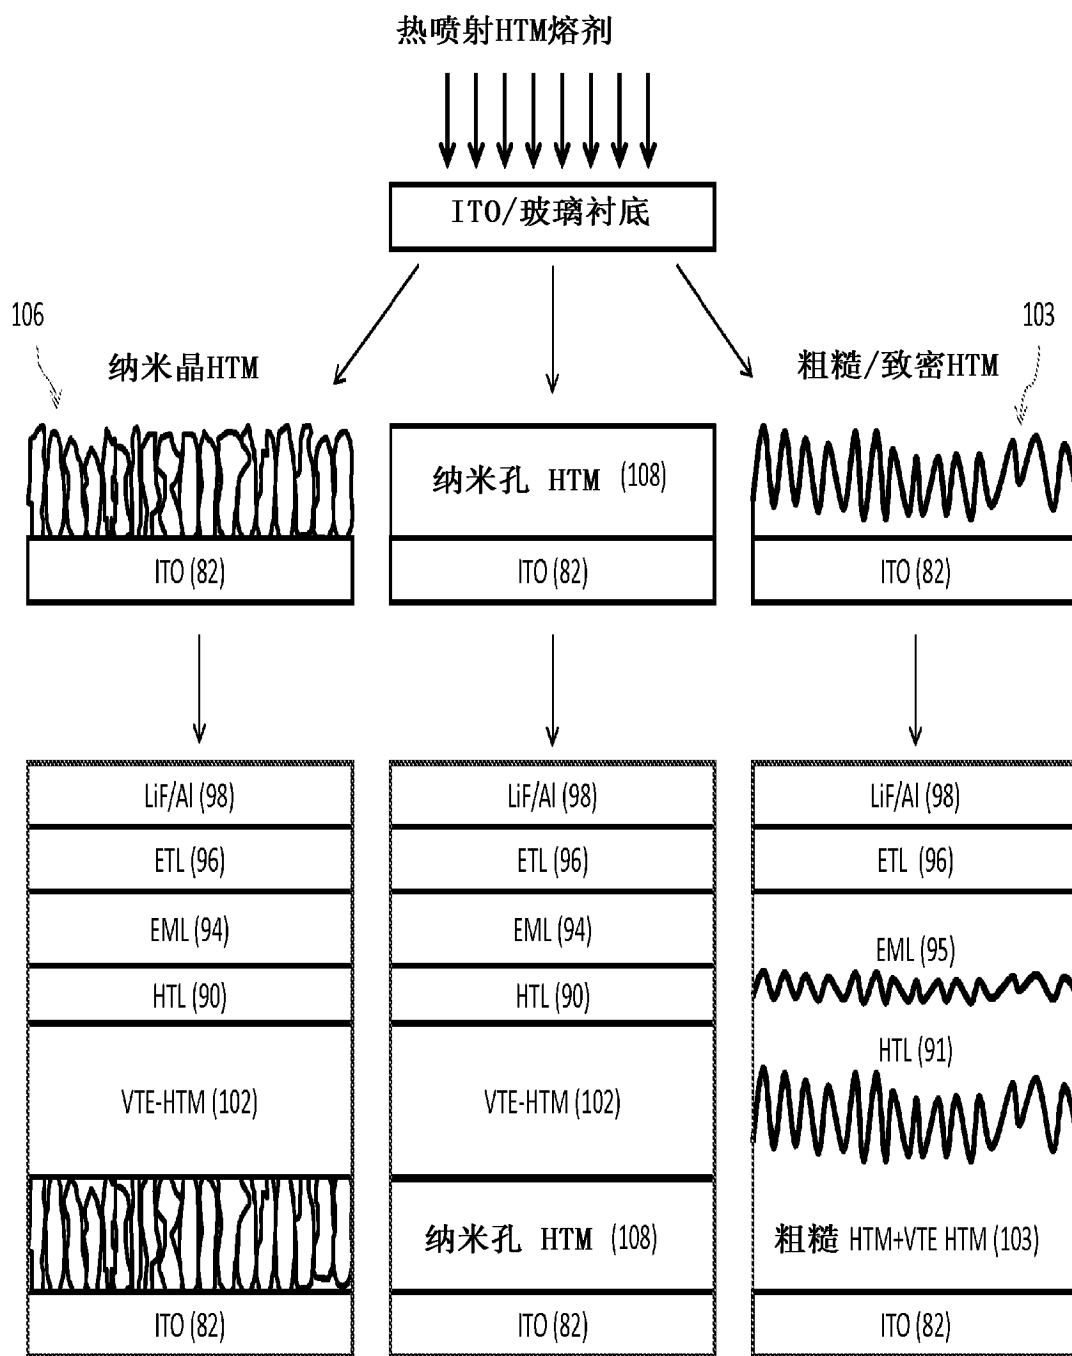 热喷射HTM熔剂
ITO/玻璃衬底
106
103
纳米晶HTM
粗糙/致密HTM
纳米孔 HTM (108)
ITO (82)
ITO (82)
ITO (82)
LiF/Al (98)
LiF/Al (98)
LiF/Al (98)
ETL (96)
ETL (96)
ETL (96)
EML (94)
EML (94)
EML (95)
HTL (90)
HTL (90)
HTL (91)
VTE-HTM (102)
VTE-HTM (102)
纳米孔 HTM (108)
粗糙 HTM+VTE HTM (103)
ITO (82)
ITO (82)
ITO (82)